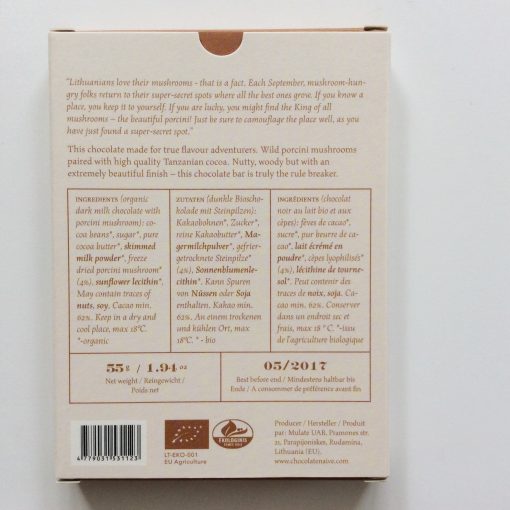 "Lithuanians love their mushrooms - that is a fact. Each September, mushroom-hun-
gry folks return to their super-secret spots where all the best ones grow. If you know a
place, you keep it to yourself. If you are lucky, you might find the King of all
mushrooms – the beautiful porcini! Just be sure to camouflage the place well, as you
have just found a super-secret spot."
This chocolate made for true flavour adventurers. Wild porcini mushrooms
paired with high quality Tanzanian cocoa. Nutty, woody but with an
extremely beautiful finish – this chocolate bar is truly the rule breaker.
INGREDIENTS (organic
dark milk chocolate with
porcini mushroom): co-
coa beans*, sugar*, pure
cocoa butter*, skimmed
milk powder*, freeze
dried porcini mushroom*
(4%), sunflower lecithin*.
May contain traces of
nuts, soy. Cacao min.
62%. Keep in a dry and
cool place, max 18°C.
*-organic
ZUTATEN (dunkle Bioscho-
kolade mit Steinpilzen):
Kakaobohnen*, Zucker*,
reine Kakaobutter*, Ma-
germilchpulver*, gefrier-
getrocknete Steinpilze*
(4%), Sonnenblumenle-
cithin*. Kann Spuren
von Nüssen oder Soja
enthalten. Kakao min.
62%. An einem trockenen
und kühlen Ort, max
18°C. * - bio
INGRÉDIENTS (chocolat
noir au lait bio et aux
cèpes): fèves de cacao*,
sucre*, pur beurre de ca-
cao*, lait écrémé en
poudre*, cèpes lyophilisés*
(4%), lécithine de tourne-
sol*. Peut contenir des
traces de noix, soja. Ca-
cao min. 62%. Conserver
dans un endroit sec et
frais, max 18 °C. *-issu
de l'agriculture biologique
55g / 1.94 oz
Net weight / Reingewicht /
Poids net
05/2017
Best before end / Mindestens haltbar bis
Ende / A consommer de préférence avant fin
4 779031 531123
LT-EKO-001
EU Agriculture
EKOLOGINIS
Producer / Hersteller / Produit
par: Mulate UAB. Pramones str.
21, Parapijoniskes, Rudamina,
Lithuania (EU).
www.chocolatenaive.com